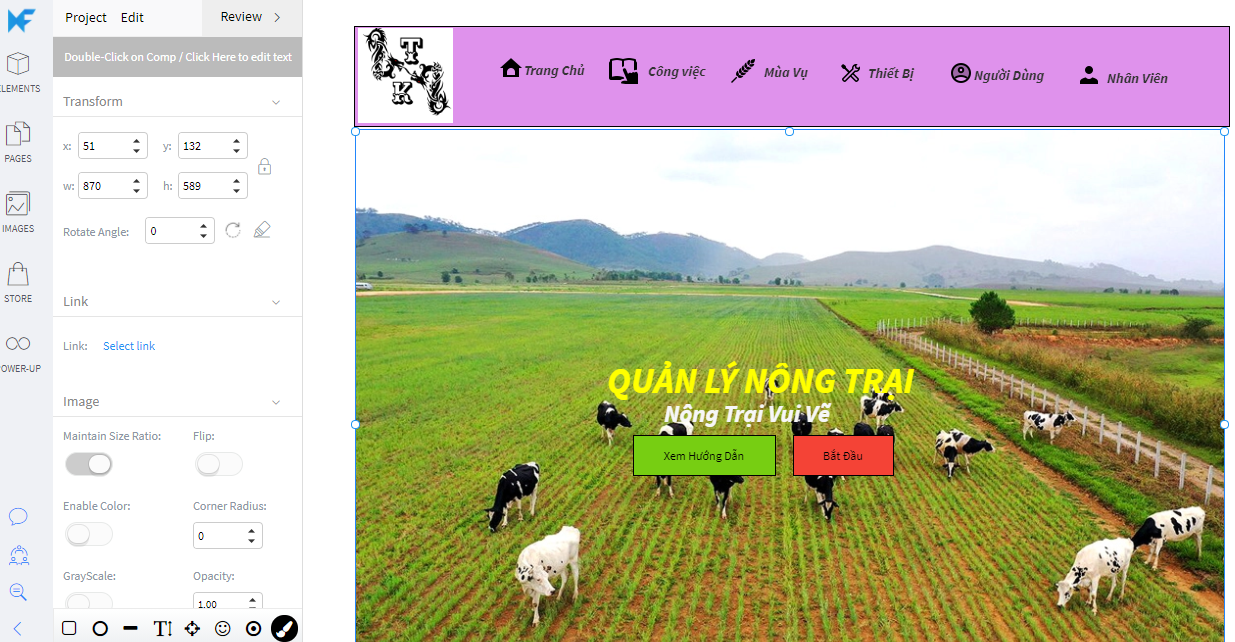 Project Edit Review
Double-Click on Comp / Click Here to edit text
ELEMENTS
PAGES
IMAGES
STORE
POWER-UP
Transform
x: 51 y: 132
w: 870 h: 589
Rotate Angle: 0
Link
Link: Select link
Image
Maintain Size Ratio: Flip:
Enable Color: Corner Radius:
0
GrayScale: Opacity:
1.00
T
K
Trang Chủ Công việc Mùa Vụ Thiết Bị Người Dùng Nhân Viên
QUẢN LÝ NÔNG TRẠI
Nông Trại Vui Vẽ
Xem Hướng Dẫn Bắt Đầu